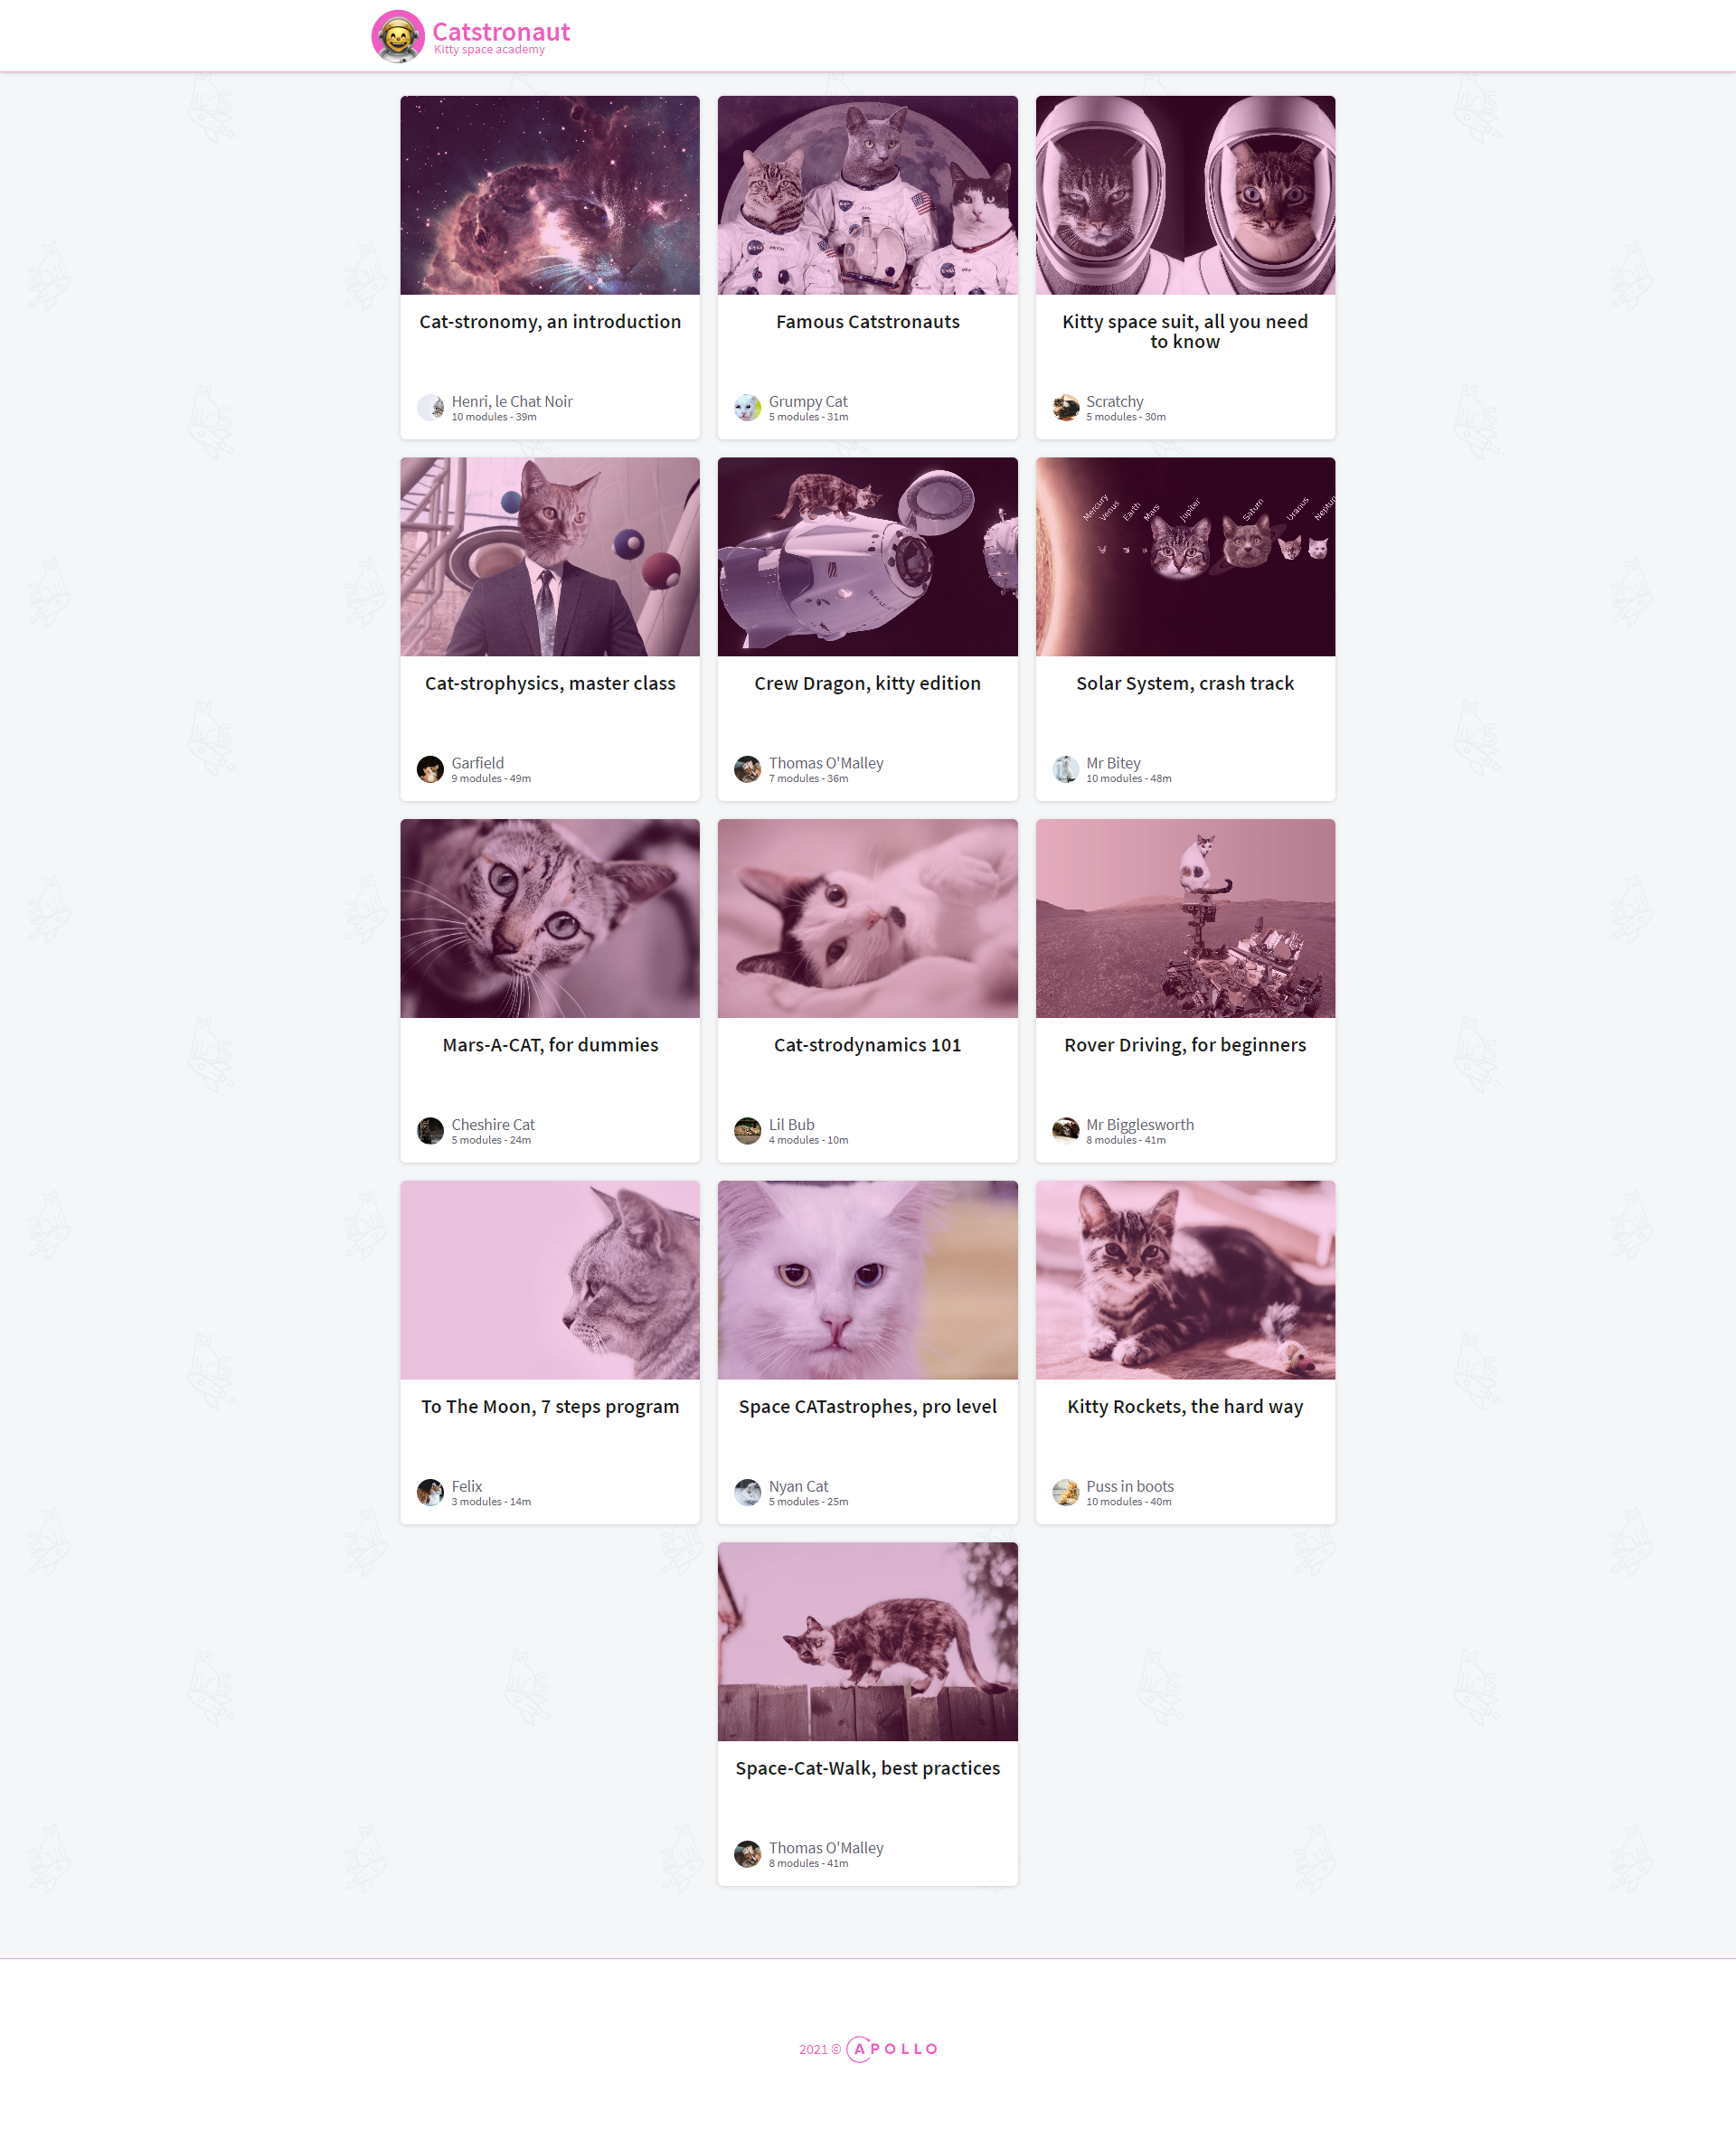 Catstronaut
Kitty space academy
Cat-stronomy, an introduction
Henri, le Chat Noir
10 modules - 39m
Famous Catstronauts
Grumpy Cat
5 modules - 31m
Kitty space suit, all you need
to know
Scratchy
5 modules - 30m
Cat-strophysics, master class
Garfield
9 modules - 49m
Crew Dragon, kitty edition
Thomas O'Malley
7 modules - 36m
Mercury
Venus
Earth
Mars
Jupiter
Saturn
Uranus
Solar System, crash track
Mr Bitey
10 modules - 48m
Mars-A-CAT, for dummies
Cheshire Cat
5 modules - 24m
Cat-strodynamics 101
Lil Bub
4 modules - 10m
Rover Driving, for beginners
Mr Bigglesworth
8 modules - 41m
To The Moon, 7 steps program
Felix
3 modules - 14m
Space CATastrophes, pro level
Nyan Cat
5 modules - 25m
Kitty Rockets, the hard way
Puss in boots
10 modules - 40m
Space-Cat-Walk, best practices
Thomas O'Malley
8 modules - 41m
2021 © APOLLO